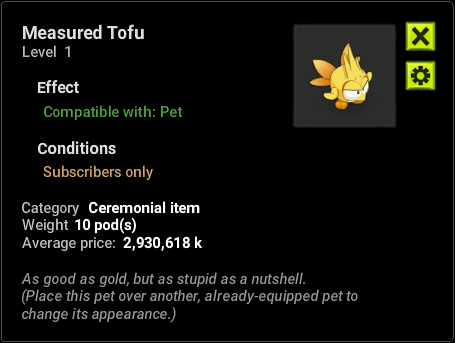 Measured Tofu
Level 1
Effect
Compatible with: Pet
Conditions
Subscribers only
Category Ceremonial item
Weight 10 pod(s)
Average price: 2,930,618 k
As good as gold, but as stupid as a nutshell.
(Place this pet over another, already-equipped pet to
change its appearance.)